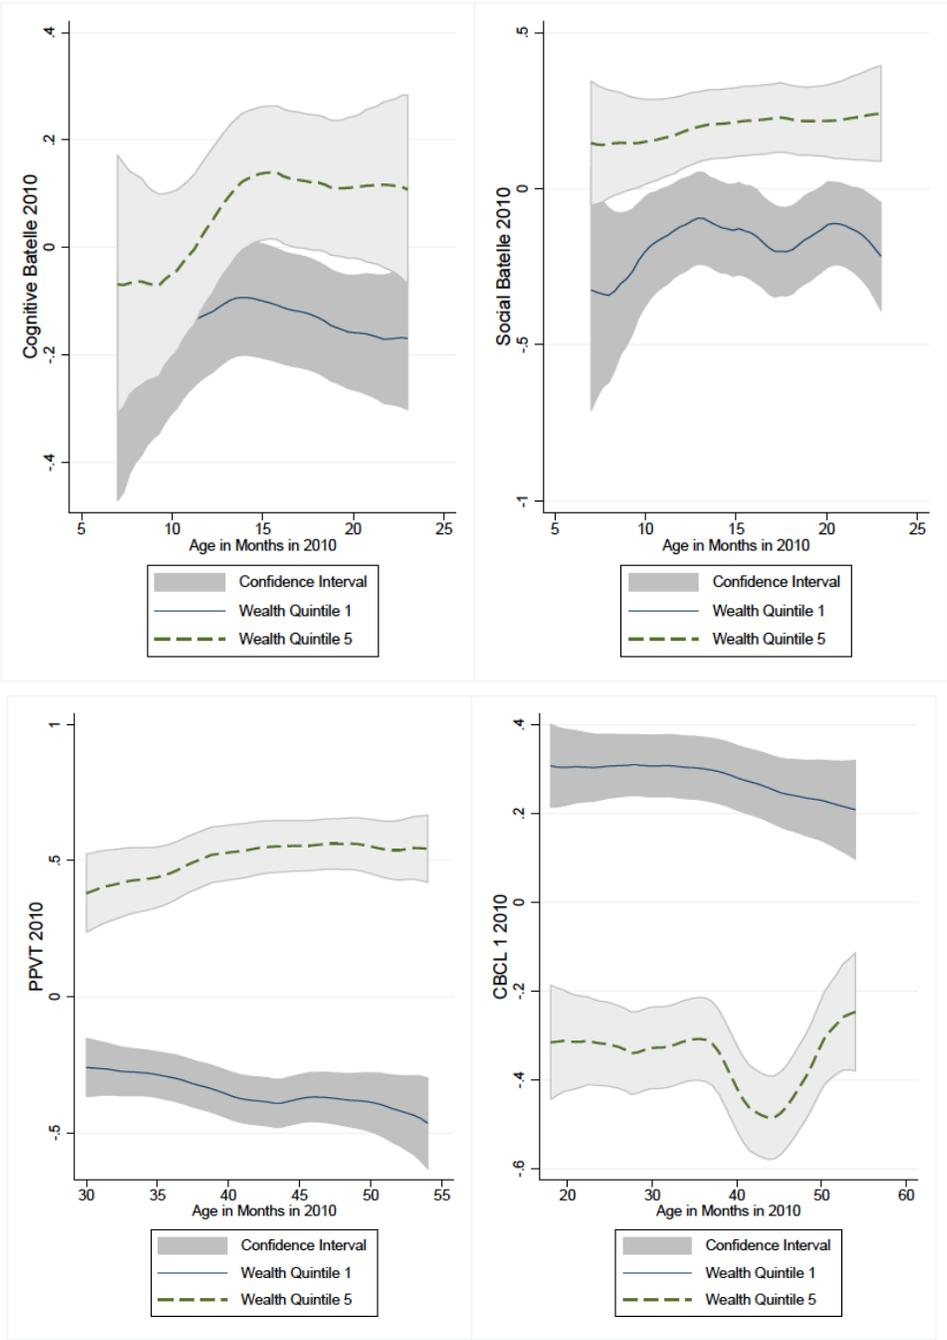 Cognitive Batelle 2010
.4
.2
0
-.2
-.4
5 10 15 20 25
Age in Months in 2010
Confidence Interval
Wealth Quintile 1
Wealth Quintile 5
Social Batelle 2010
.5
0
-.5
-1
5 10 15 20 25
Age in Months in 2010
Confidence Interval
Wealth Quintile 1
Wealth Quintile 5
PPVT 2010
1
.5
0
-.5
30 35 40 45 50 55
Age in Months in 2010
Confidence Interval
Wealth Quintile 1
Wealth Quintile 5
CBCL 1 2010
.4
.2
0
-.2
-.4
-.6
20 30 40 50 60
Age in Months in 2010
Confidence Interval
Wealth Quintile 1
Wealth Quintile 5